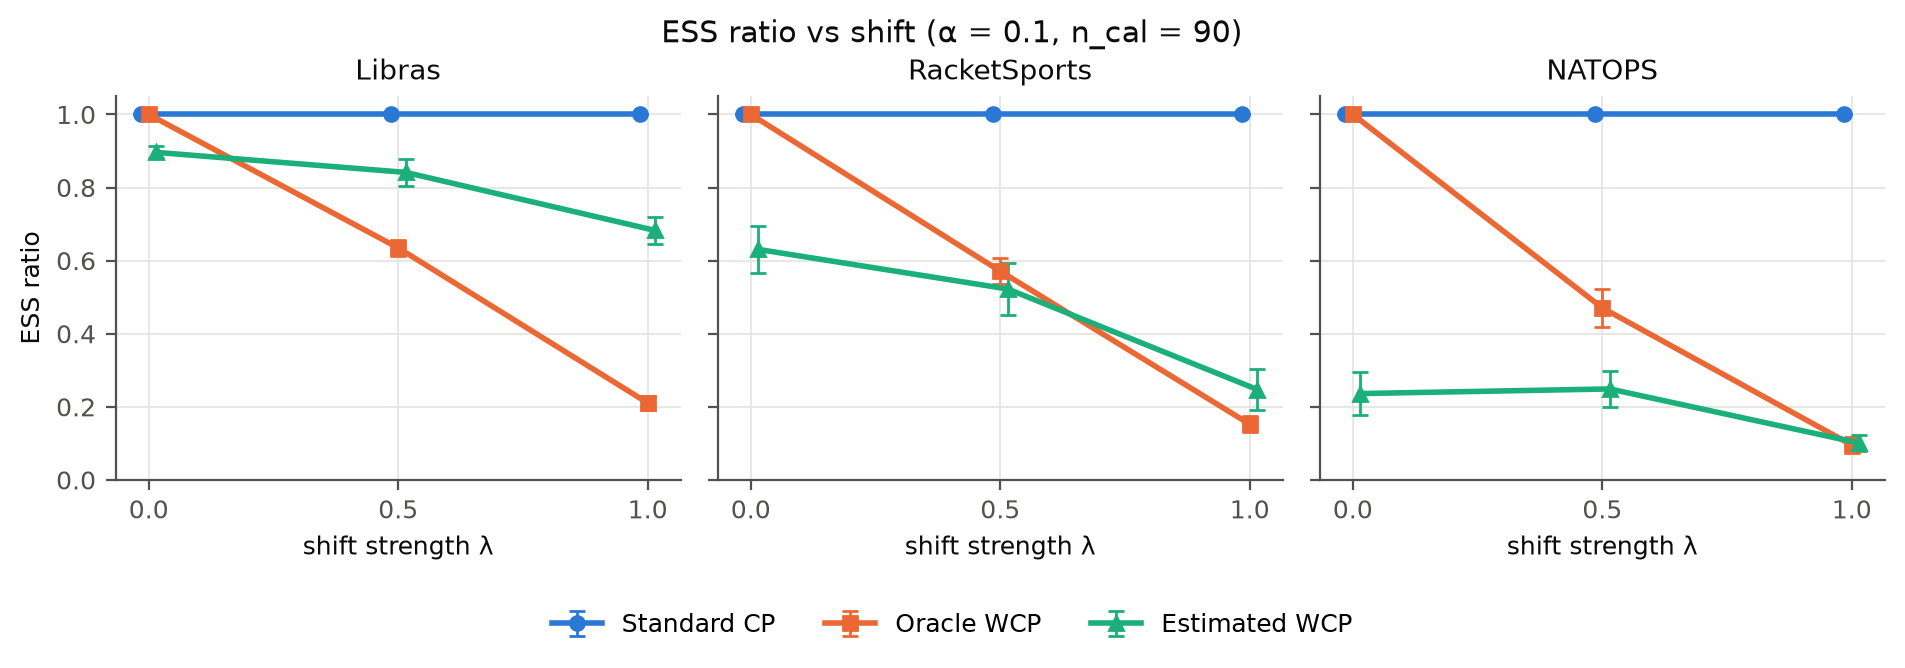 ESS ratio vs shift (α = 0.1, n_cal = 90)
Libras
RacketSports
NATOPS
ESS ratio
1.0
0.8
0.6
0.4
0.2
0.0
0.0 0.5 1.0
0.0 0.5 1.0
0.0 0.5 1.0
shift strength λ
shift strength λ
shift strength λ
Standard CP
Oracle WCP
Estimated WCP